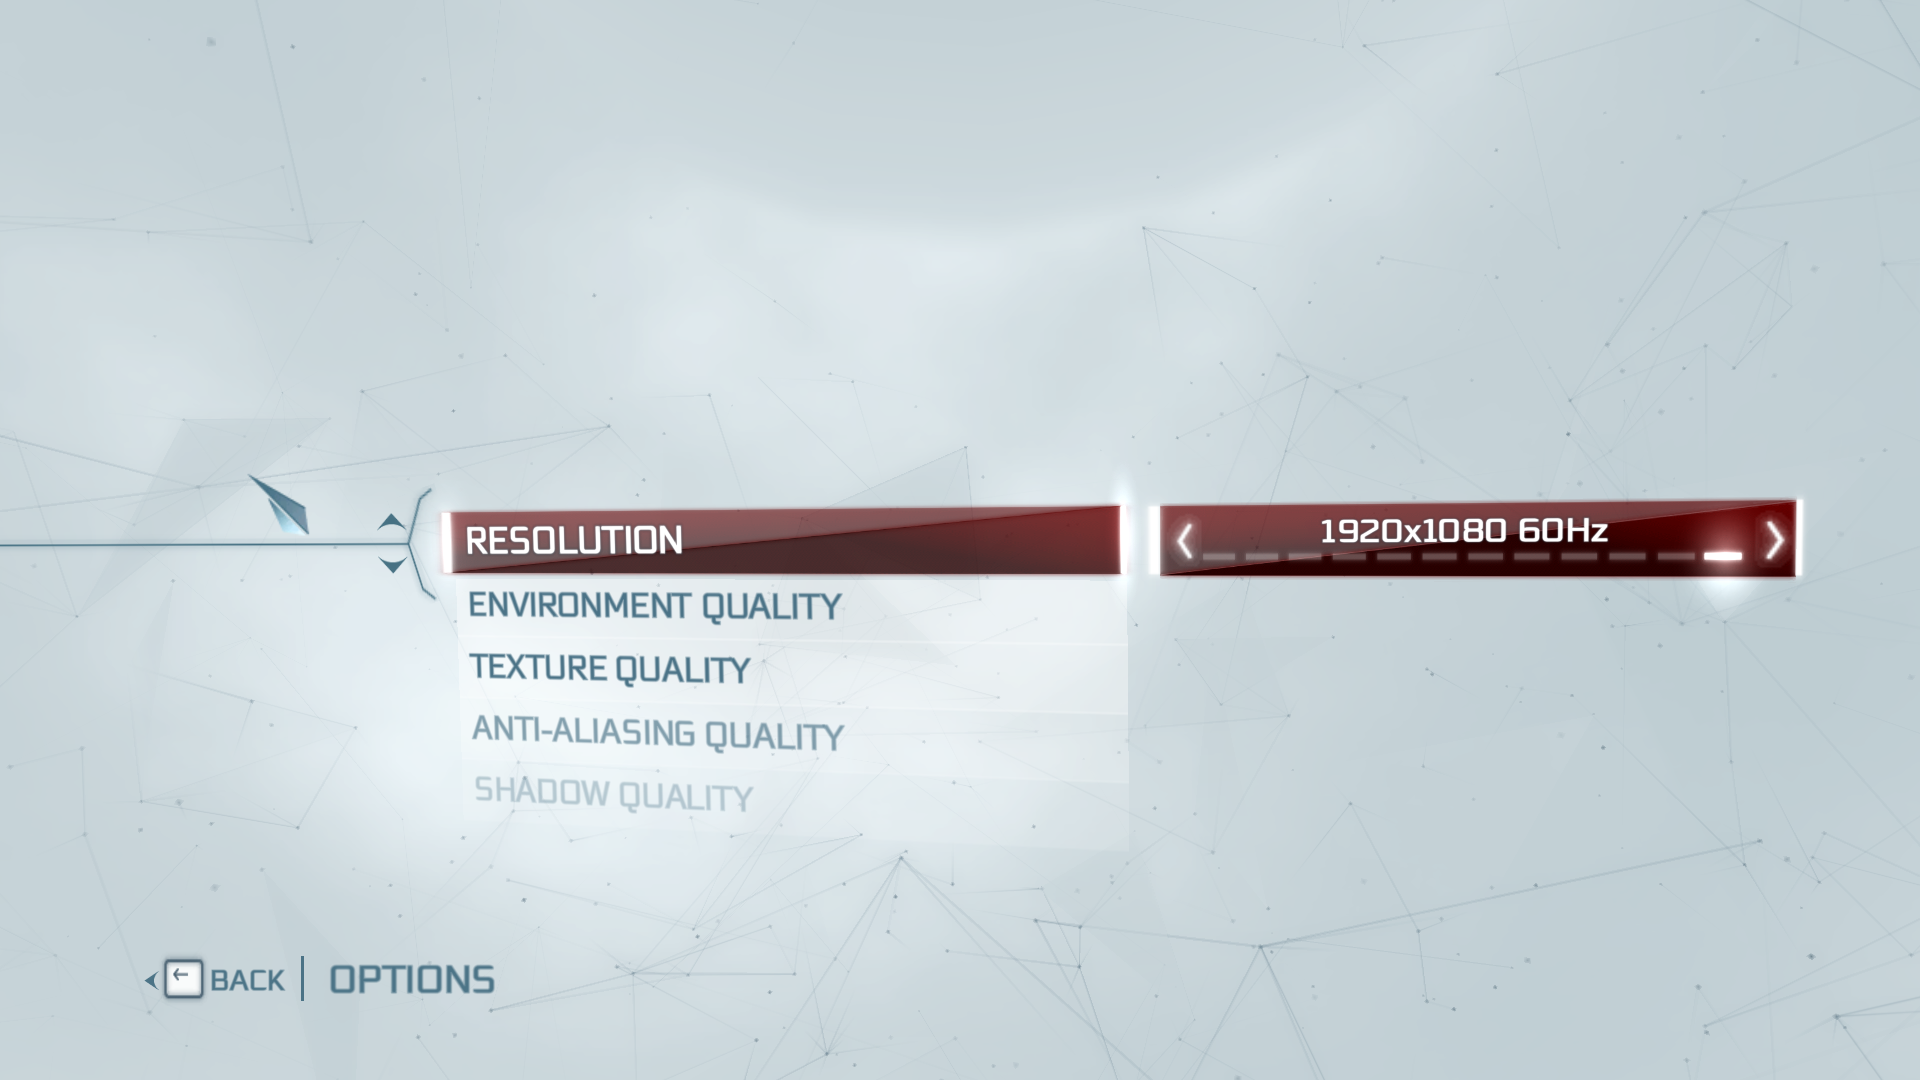 RESOLUTION
1920x1080 60Hz
ENVIRONMENT QUALITY
TEXTURE QUALITY
ANTI-ALIASING QUALITY
SHADOW QUALITY
BACK
OPTIONS